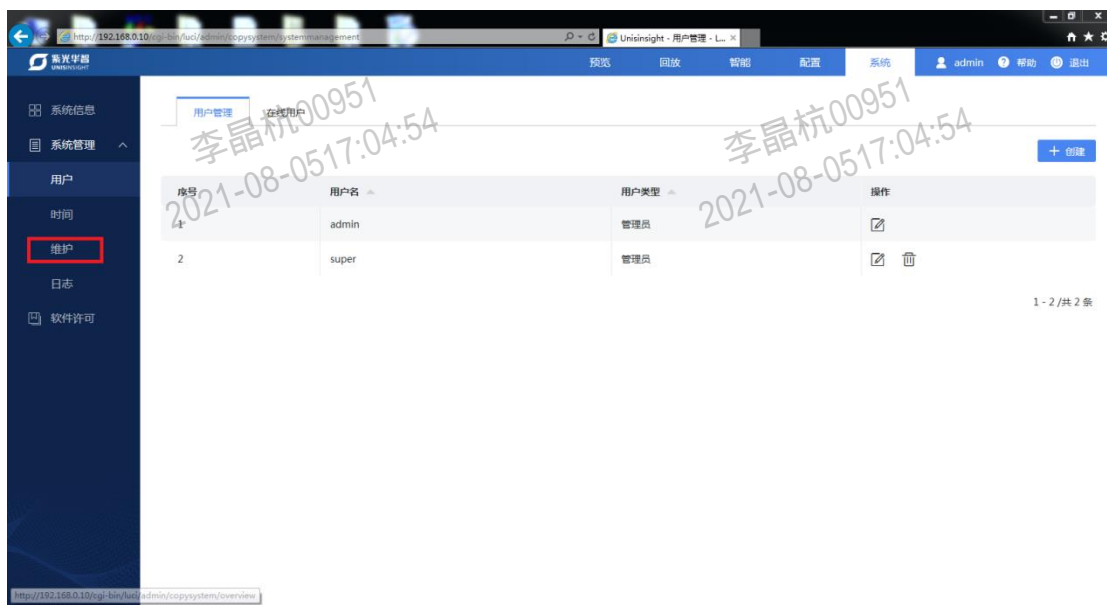 http://192.168.0.10/cgi-bin/luci/admin/copysystem/systemmanagement
Unisinsight - 用户管理 - L...
紫光华智
UNISINSIGHT
预览 回放 智能 配置 系统 admin 帮助 退出
系统信息
系统管理
用户
时间
维护
日志
软件许可
用户管理 在线用户
李晶杭00951
2021-08-0517:04:54
李晶杭00951
2021-08-0517:04:54
+ 创建
序号 用户名 用户类型 操作
1 admin 管理员
2 super 管理员
1 - 2 /共 2 条
http://192.168.0.10/cgi-bin/luci/admin/copysystem/overview